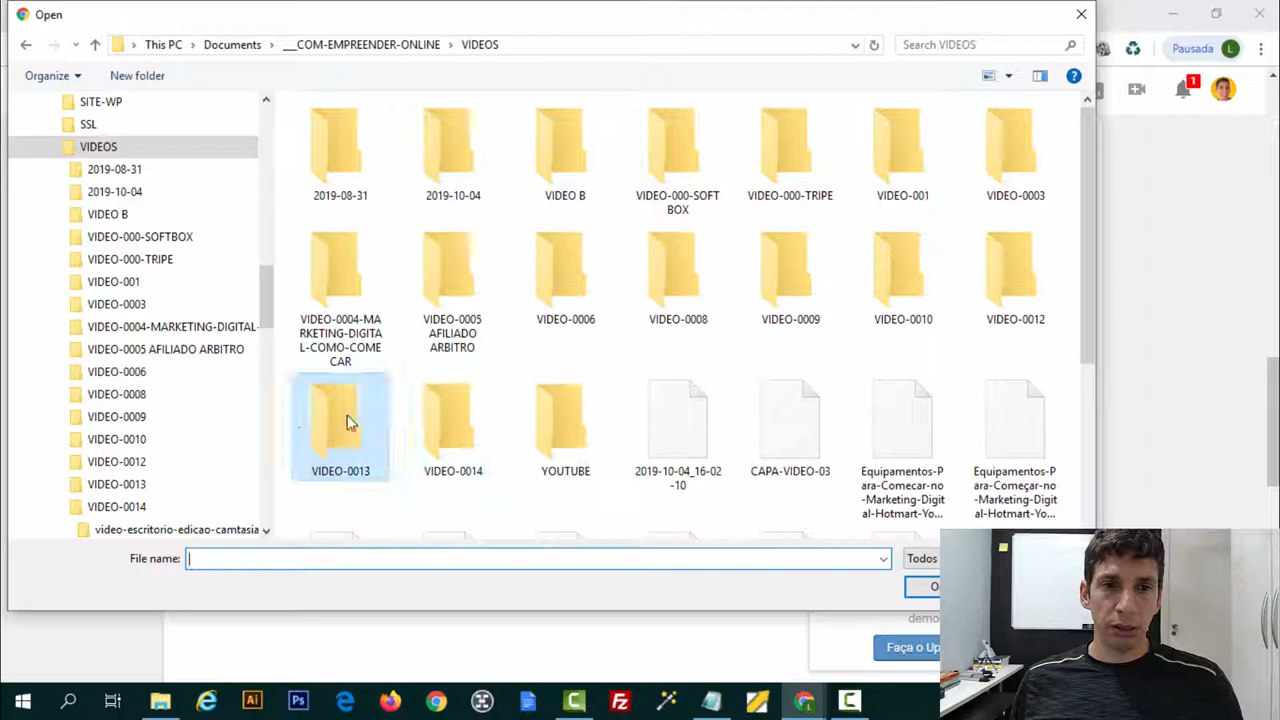 Open
This PC
Documents
___COM-EMPREENDER-ONLINE
VIDEOS
Search VIDEOS
Pausada
L
Organize
New folder
1
SITE-WP
SSL
VIDEOS
2019-08-31
2019-10-04
VIDEO B
VIDEO-000-SOFTBOX
VIDEO-000-TRIPE
VIDEO-001
VIDEO-0003
VIDEO-0004-MARKETING-DIGITAL-
VIDEO-0005 AFILIADO ARBITRO
VIDEO-0006
VIDEO-0008
VIDEO-0009
VIDEO-0010
VIDEO-0012
VIDEO-0013
VIDEO-0014
video-escritorio-edicao-camtasia
2019-08-31
2019-10-04
VIDEO B
VIDEO-000-SOFT
BOX
VIDEO-000-TRIPE
VIDEO-001
VIDEO-0003
VIDEO-0004-MA
RKETING-DIGITA
L-COMO-COME
CAR
VIDEO-0005
AFILIADO
ARBITRO
VIDEO-0006
VIDEO-0008
VIDEO-0009
VIDEO-0010
VIDEO-0012
VIDEO-0013
VIDEO-0014
YOUTUBE
2019-10-04_16-02
-10
CAPA-VIDEO-03
Equipamentos-P
ara-Comecar-no
-Marketing-Digit
al-Hotmart-Yo...
Equipamentos-P
ara-Começar-no
-Marketing-Digit
al-Hotmart-Yo...
File name:
Todos
O
demo
Faça o Up
Ai
Ps